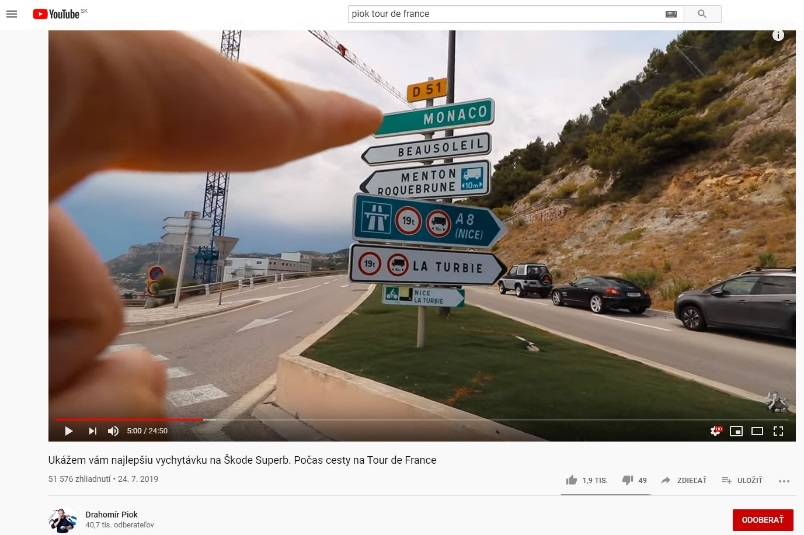 YouTube SK
piok tour de france
D 51
MONACO
BEAUSOLEIL
MENTON
ROQUEBRUNE
10m
19t
A 8
(NICE)
19t
LA TURBIE
NICE
LA TURBIE
5:00 / 24:50
Ukážem vám najlepšiu vychytávku na Škode Superb. Počas cesty na Tour de France
51 576 zhliadnutí • 24. 7. 2019
1,9 TIS.
49
ZDIEĽAŤ
ULOŽIŤ
Drahomír Piok
40,7 tis. odberateľov
ODOBERAŤ